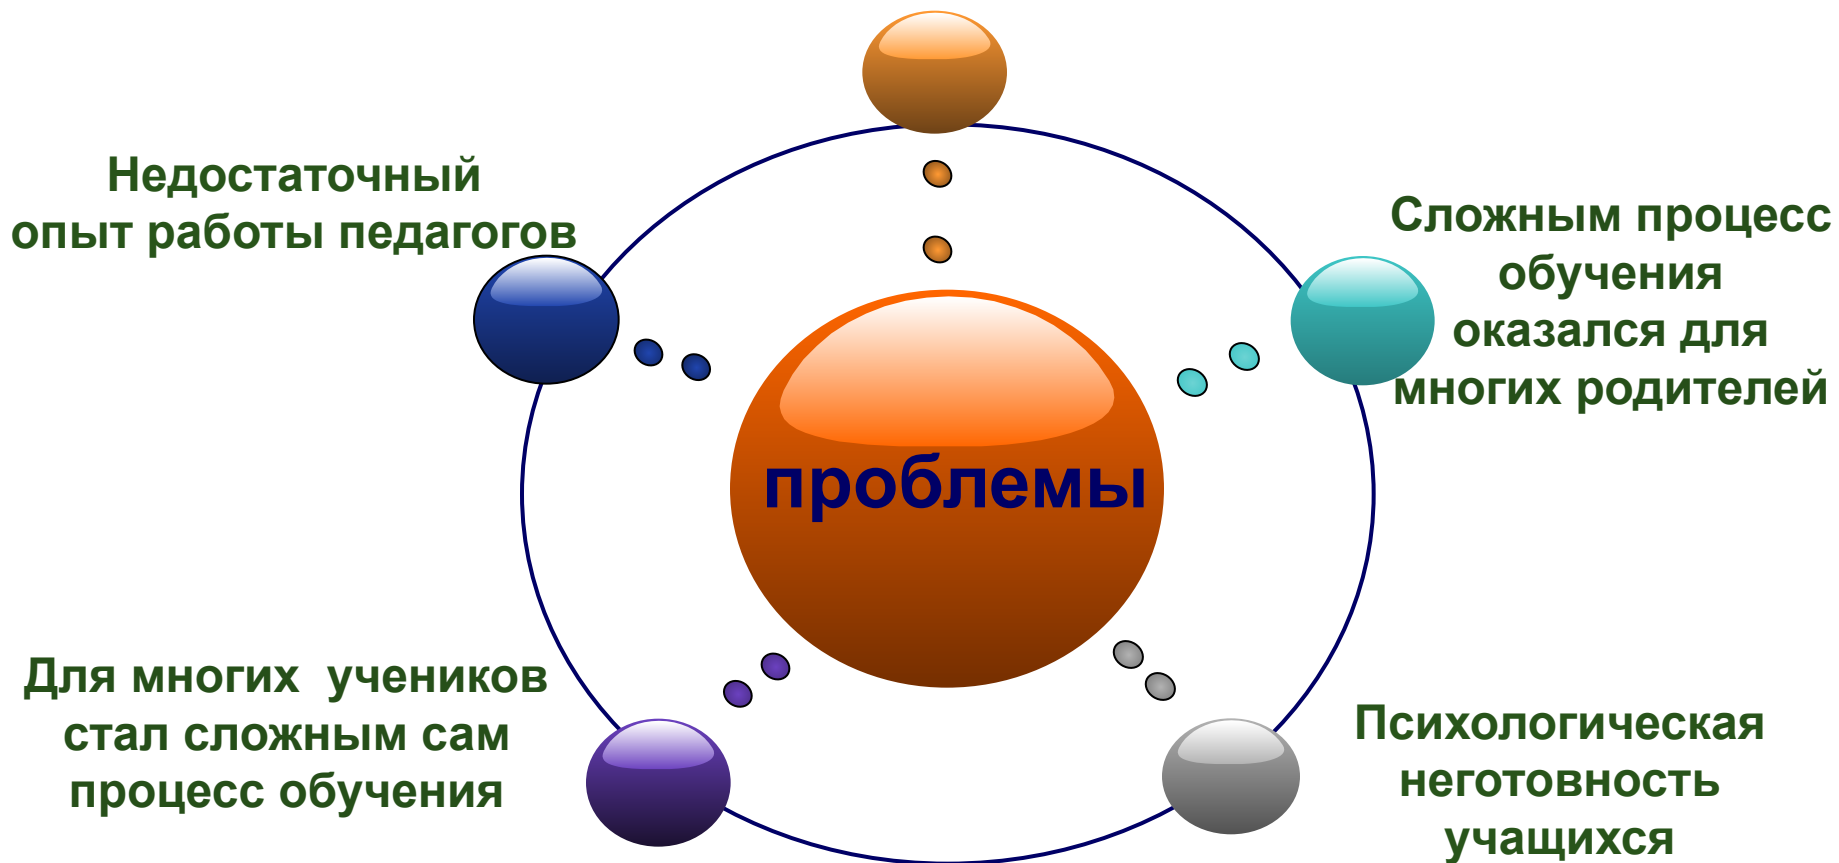 Недостаточный
опыт работы педагогов
Сложным процесс
обучения
оказался для
многих родителей
проблемы
Для многих  учеников
стал сложным сам
процесс обучения
Психологическая
неготовность
учащихся